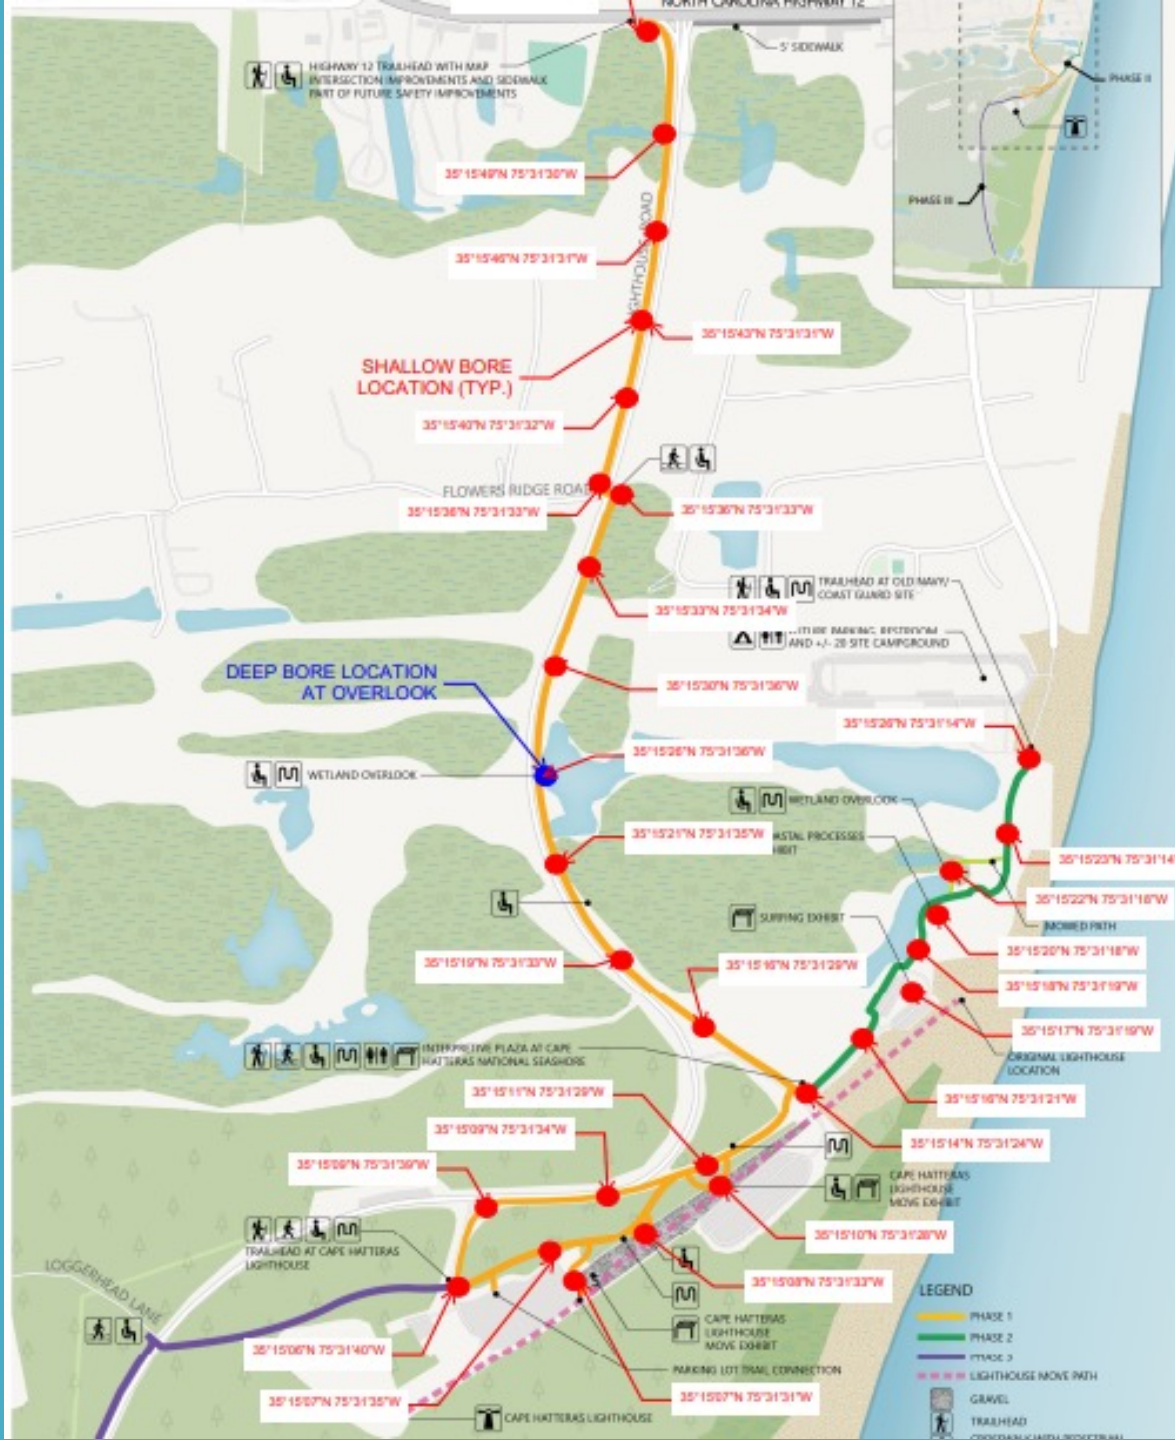 NORTH CAROLINA HIGHWAY 12
5' SIDEWALK
HIGHWAY 12 TRAILHEAD WITH MAP
INTERSECTION IMPROVEMENTS AND SIDEWALK
PART OF FUTURE SAFETY IMPROVEMENTS
PHASE II
PHASE III
35°15'49"N 75°31'30"W
35°15'46"N 75°31'31"W
IGHTHOUSE ROAD
35°15'43"N 75°31'31"W
SHALLOW BORE
LOCATION (TYP.)
35°15'40"N 75°31'32"W
FLOWERS RIDGE ROAD
35°15'36"N 75°31'33"W
35°15'36"N 75°31'33"W
35°15'33"N 75°31'34"W
TRAILHEAD AT OLD NAVY/
COAST GUARD SITE
UTURE PARKING, RESTROOM
AND +/- 20 SITE CAMPGROUND
DEEP BORE LOCATION
AT OVERLOOK
35°15'30"N 75°31'36"W
35°15'26"N 75°31'14"W
35°15'26"N 75°31'36"W
WETLAND OVERLOOK
WETLAND OVERLOOK
35°15'21"N 75°31'35"W
ASTAL PROCESSES
HIBIT
35°15'23"N 75°31'14
35°15'22"N 75°31'18"W
SURFING EXHIBIT
MOWED PATH
35°15'20"N 75°31'18"W
35°15'19"N 75°31'33"W
35°15'16"N 75°31'29"W
35°15'18"N 75°31'19"W
35°15'17"N 75°31'19"W
INTERPRETIVE PLAZA AT CAPE
HATTERAS NATIONAL SEASHORE
ORIGINAL LIGHTHOUSE
LOCATION
35°15'11"N 75°31'29"W
35°15'16"N 75°31'21"W
35°15'09"N 75°31'34"W
35°15'14"N 75°31'24"W
35°15'09"N 75°31'39"W
CAPE HATTERAS
LIGHTHOUSE
MOVE EXHIBIT
35°15'10"N 75°31'28"W
TRAILHEAD AT CAPE HATTERAS
LIGHTHOUSE
LOGGERHEAD LANE
35°15'08"N 75°31'33"W
LEGEND
PHASE 1
PHASE 2
PHASE 3
LIGHTHOUSE MOVE PATH
GRAVEL
TRAILHEAD
CAPE HATTERAS
LIGHTHOUSE
MOVE EXHIBIT
35°15'06"N 75°31'40"W
PARKING LOT TRAIL CONNECTION
35°15'07"N 75°31'35"W
35°15'07"N 75°31'31"W
CAPE HATTERAS LIGHTHOUSE